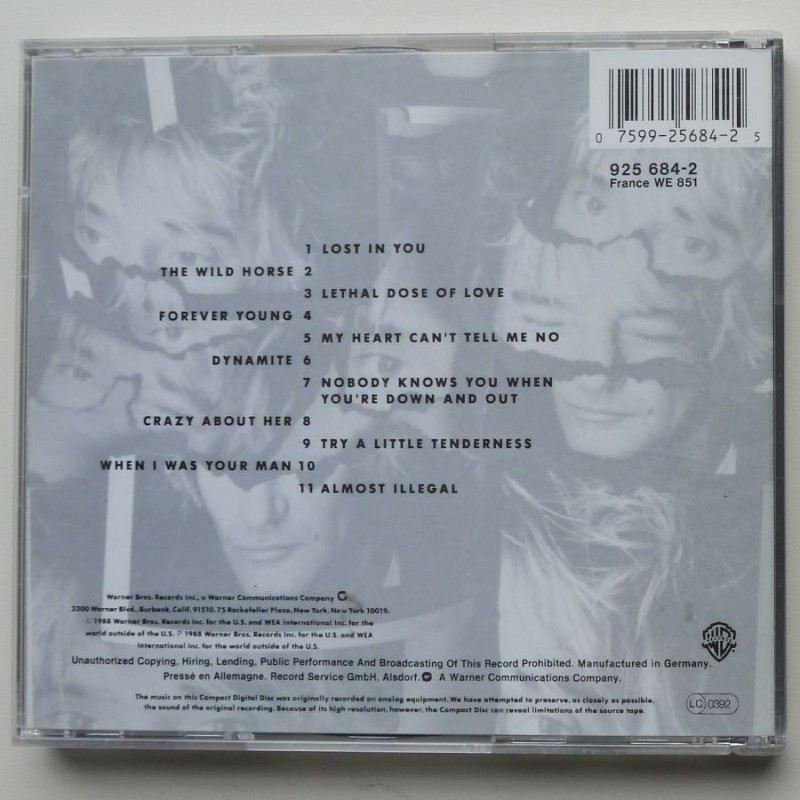 0 7599-25684-2 5
925 684-2
France WE 851
1 LOST IN YOU
THE WILD HORSE 2
3 LETHAL DOSE OF LOVE
FOREVER YOUNG 4
5 MY HEART CAN'T TELL ME NO
DYNAMITE 6
7 NOBODY KNOWS YOU WHEN
YOU'RE DOWN AND OUT
CRAZY ABOUT HER 8
9 TRY A LITTLE TENDERNESS
WHEN I WAS YOUR MAN 10
11 ALMOST ILLEGAL
Warner Bros. Records Inc., a Warner Communications Company
3300 Warner Blvd., Burbank, Calif. 91510. 75 Rockefeller Plaza, New York, New York 10019.
© 1988 Warner Bros. Records Inc. for the U.S. and WEA International Inc. for the
world outside of the U.S. ℗ 1988 Warner Bros. Records Inc. for the U.S. and WEA
International Inc. for the world outside of the U.S.
Unauthorized Copying, Hiring, Lending, Public Performance And Broadcasting Of This Record Prohibited. Manufactured in Germany.
Pressé en Allemagne. Record Service GmbH, Alsdorf. A Warner Communications Company.
The music on this Compact Digital Disc was originally recorded on analog equipment. We have attempted to preserve, as closely as possible,
the sound of the original recording. Because of its high resolution, however, the Compact Disc can reveal limitations of the source tape.
WB
LC 0392